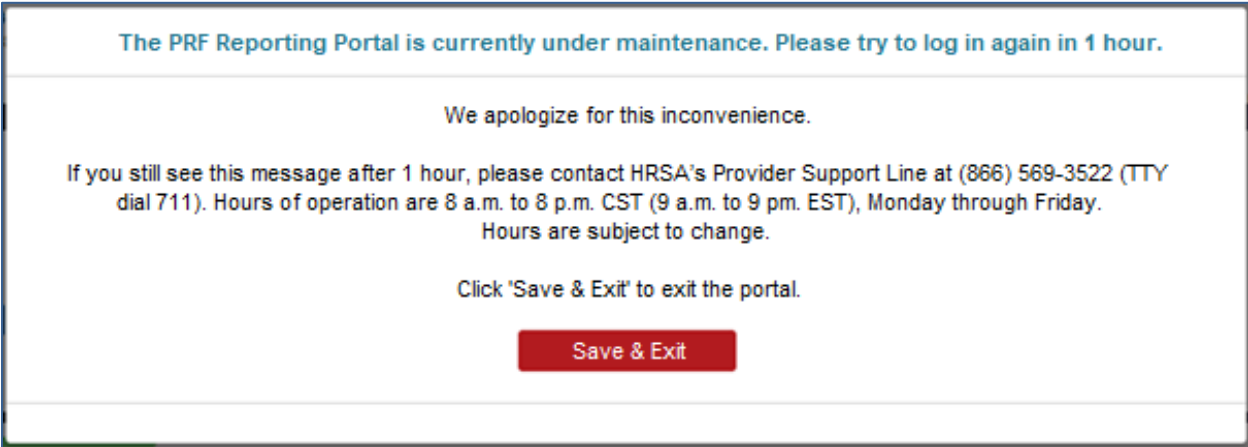 The PRF Reporting Portal is currently under maintenance. Please try to log in again in 1 hour.
We apologize for this inconvenience.
If you still see this message after 1 hour, please contact HRSA's Provider Support Line at (866) 569-3522 (TTY
dial 711). Hours of operation are 8 a.m. to 8 p.m. CST (9 a.m. to 9 pm. EST), Monday through Friday.
Hours are subject to change.
Click 'Save & Exit' to exit the portal.
Save & Exit